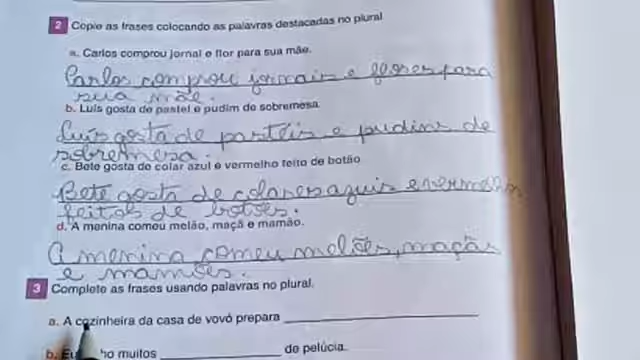 2 Copie as frases colocando as palavras destacadas no plural
a. Carlos comprou jornal e flor para sua mãe.
Carlos comprou jornais e flores para
sua mãe.
b. Luís gosta de pastel e pudim de sobremesa.
Luís gosta de pastéis e pudins de
sobremesa.
c. Bete gosta de colar azul e vermelho feito de botão
Bete gosta de colares azuis e
feitos de botões.
d. A menina comeu melão, maçã e mamão.
A menina comeu melões, maçãs
e mamões.
3 Complete as frases usando palavras no plural.
a. A cozinheira da casa de vovó prepara
b. muitos de pelúcia.